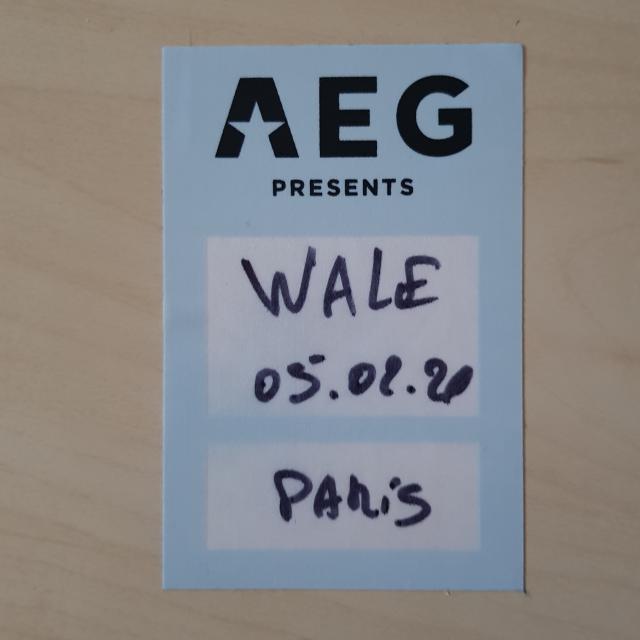 AEG
PRESENTS
WALE
05.02.20
PARiS